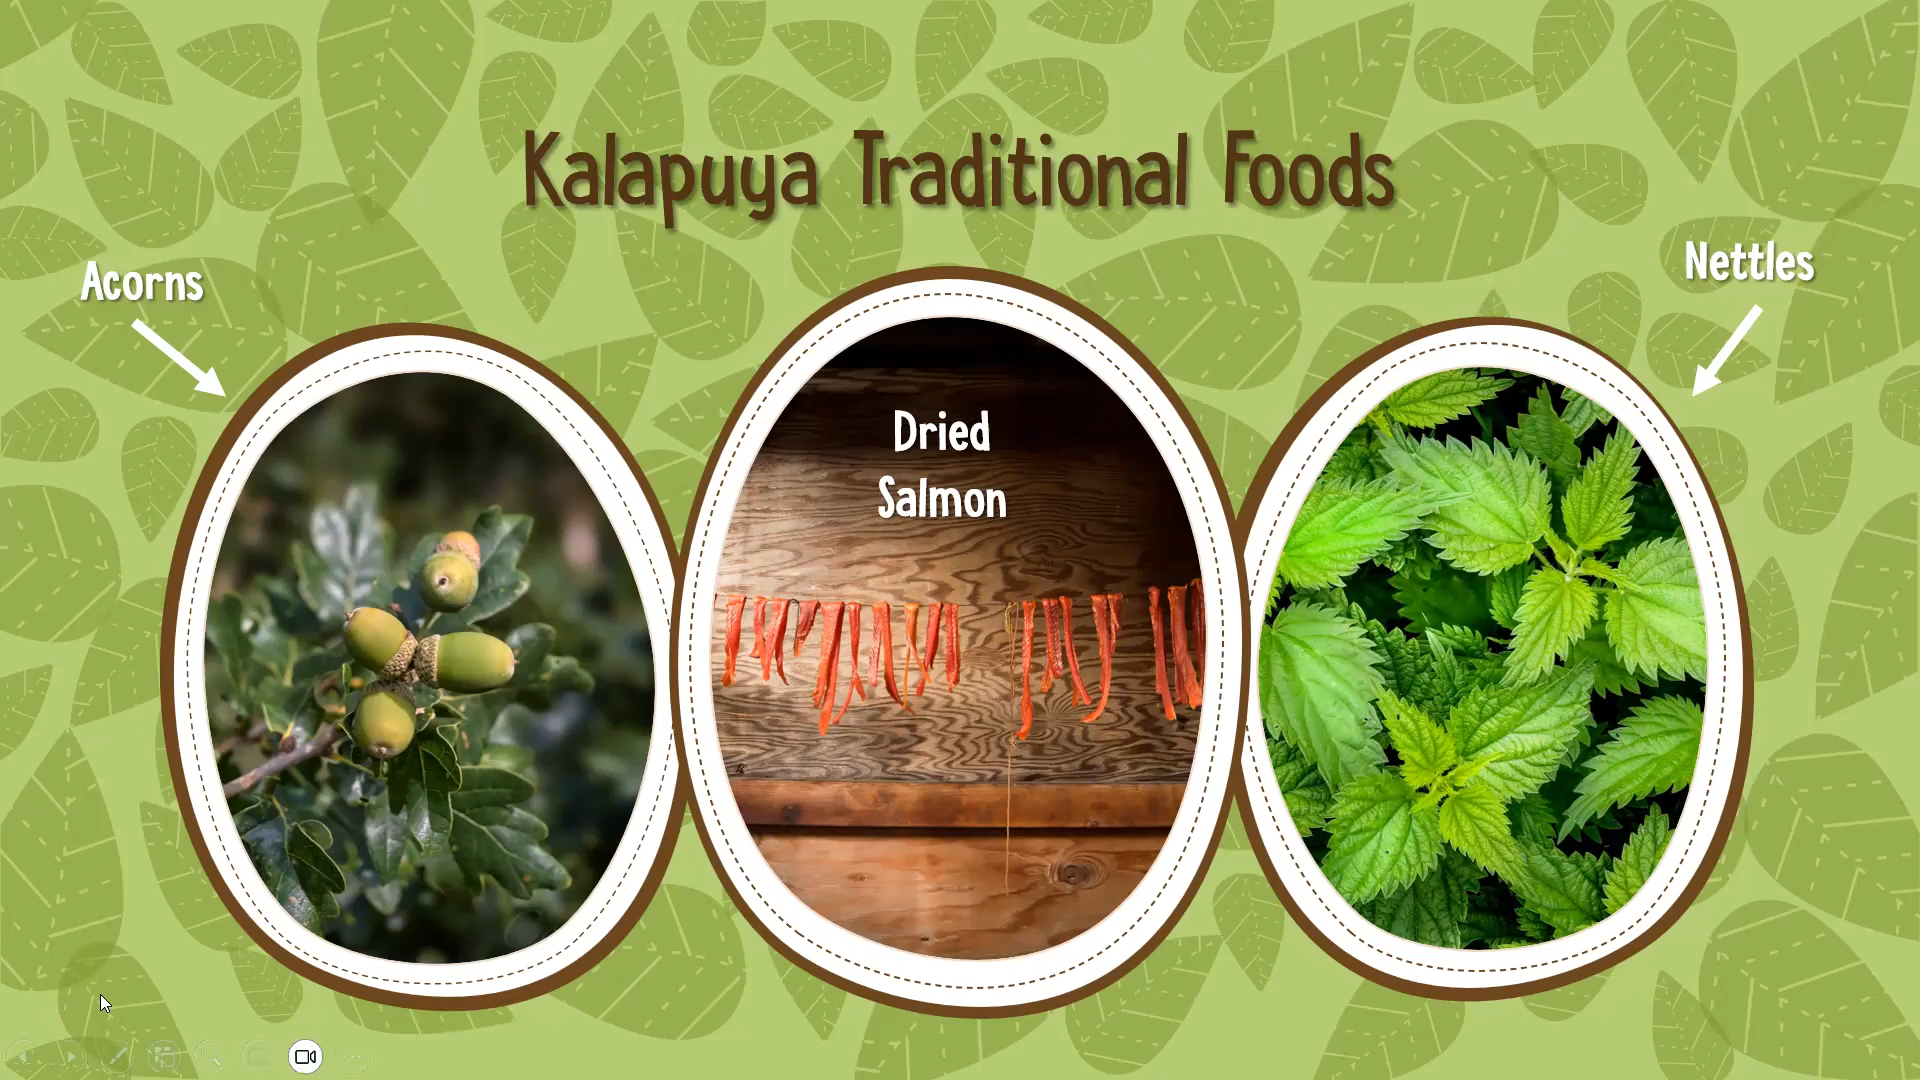 Kalapuya Traditional Foods
Acorns
Nettles
Dried
Salmon